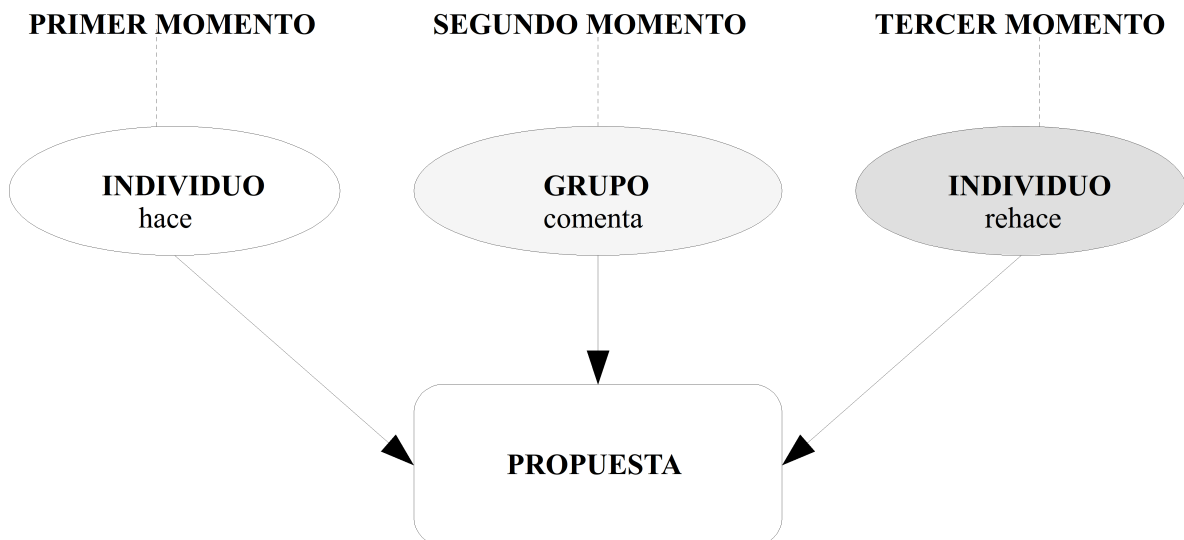 PRIMER MOMENTO
SEGUNDO MOMENTO
TERCER MOMENTO
INDIVIDUO
hace
GRUPO
comenta
INDIVIDUO
rehace
PROPUESTA